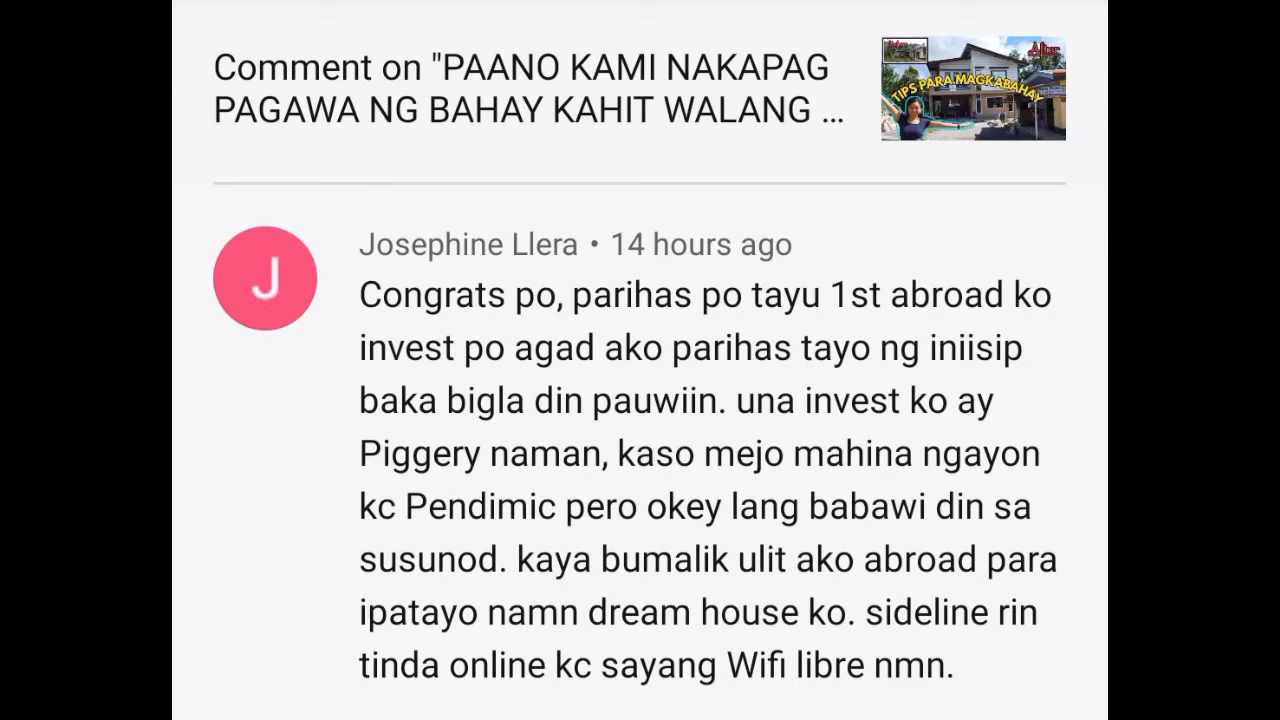 Comment on "PAANO KAMI NAKAPAG
PAGAWA NG BAHAY KAHIT WALANG ...
After
TIPS PARA MAGKABAHAY
J
Josephine Llera • 14 hours ago
Congrats po, parihas po tayu 1st abroad ko
invest po agad ako parihas tayo ng iniisip
baka bigla din pauwiin. una invest ko ay
Piggery naman, kaso mejo mahina ngayon
kc Pendimic pero okey lang babawi din sa
susunod. kaya bumalik ulit ako abroad para
ipatayo namn dream house ko. sideline rin
tinda online kc sayang Wifi libre nmn.